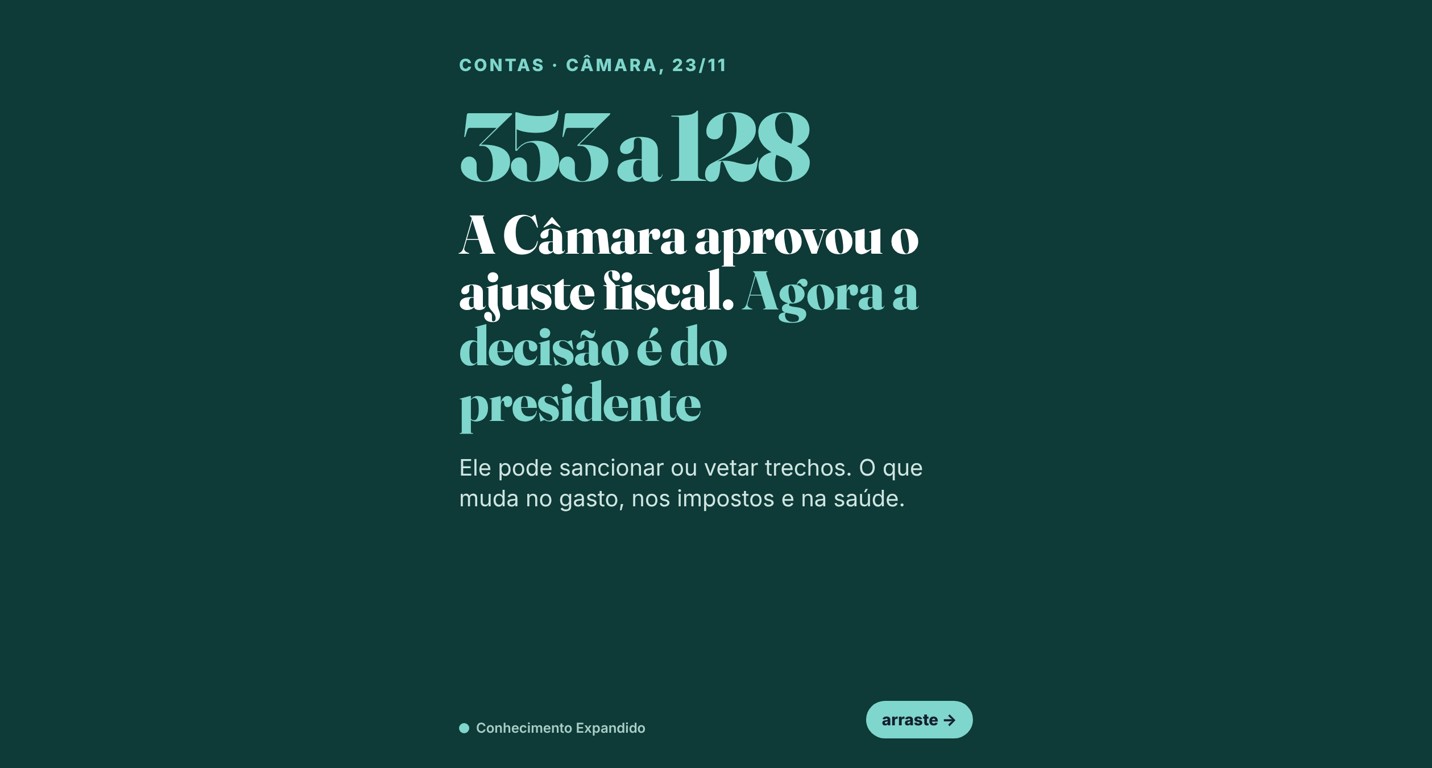 CONTAS · CÂMARA, 23/11
353 a 128
A Câmara aprovou o
ajuste fiscal. Agora a
decisão é do
presidente
Ele pode sancionar ou vetar trechos. O que
muda no gasto, nos impostos e na saúde.
Conhecimento Expandido
arraste →